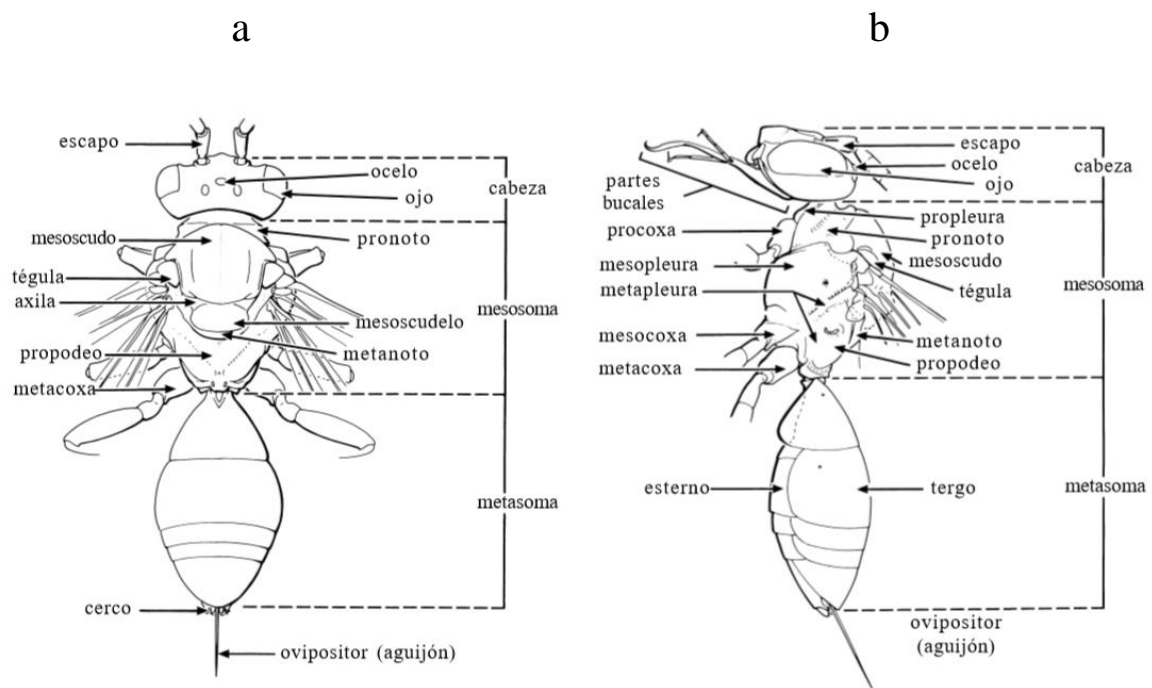 a
escapo
ocelo
ojo
cabeza
mesoscudo
pronoto
tégula
axila
mesoscudelo
mesosoma
metanoto
propodeo
metacoxa
metasoma
cerco
ovipositor (aguijón)
b
escapo
ocelo
ojo
cabeza
partes
bucales
procoxa
propleura
pronoto
mesoscudo
mesopleura
metapleura
tégula
mesosoma
mesocoxa
metanoto
metacoxa
propodeo
esterno
tergo
metasoma
ovipositor
(aguijón)